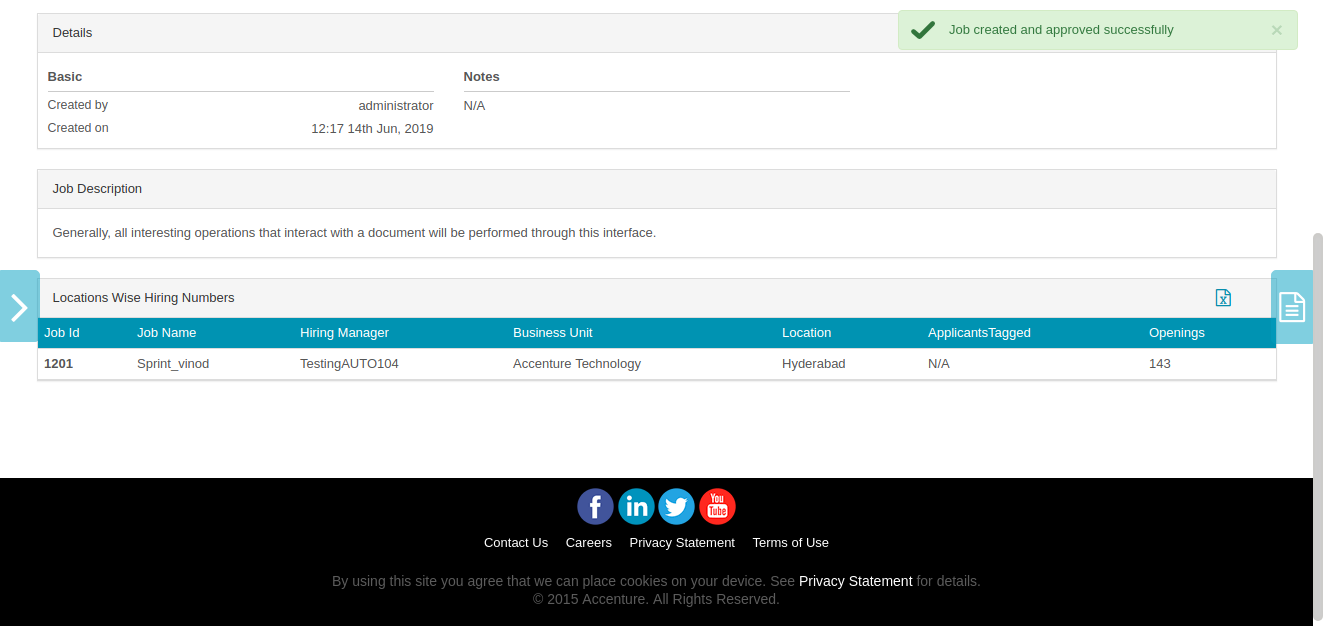 Details
Job created and approved successfully ×
Basic
Notes
Created by administrator
N/A
Created on 12:17 14th Jun, 2019
Job Description
Generally, all interesting operations that interact with a document will be performed through this interface.
Locations Wise Hiring Numbers
Job Id Job Name Hiring Manager Business Unit Location ApplicantsTagged Openings
1201 Sprint_vinod TestingAUTO104 Accenture Technology Hyderabad N/A 143
f in You Tube
Contact Us Careers Privacy Statement Terms of Use
By using this site you agree that we can place cookies on your device. See Privacy Statement for details.
© 2015 Accenture. All Rights Reserved.